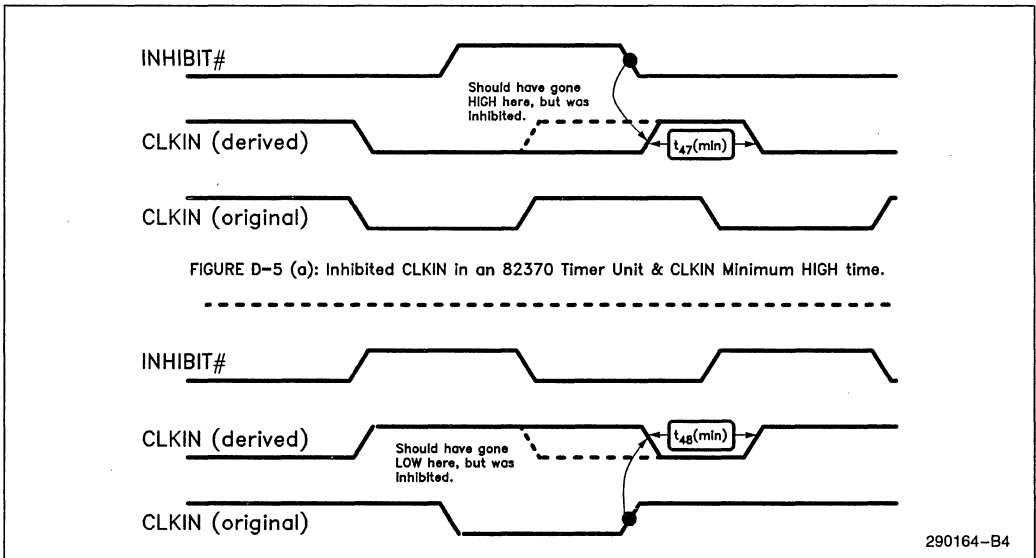 INHIBIT#
Should have gone
HIGH here, but was
inhibited.
CLKIN (derived)
t47(min)
CLKIN (original)
FIGURE D-5 (a): Inhibited CLKIN in an 82370 Timer Unit & CLKIN Minimum HIGH time.
INHIBIT#
CLKIN (derived)
t48(min)
Should have gone
LOW here, but was
inhibited.
CLKIN (original)
290164-B4